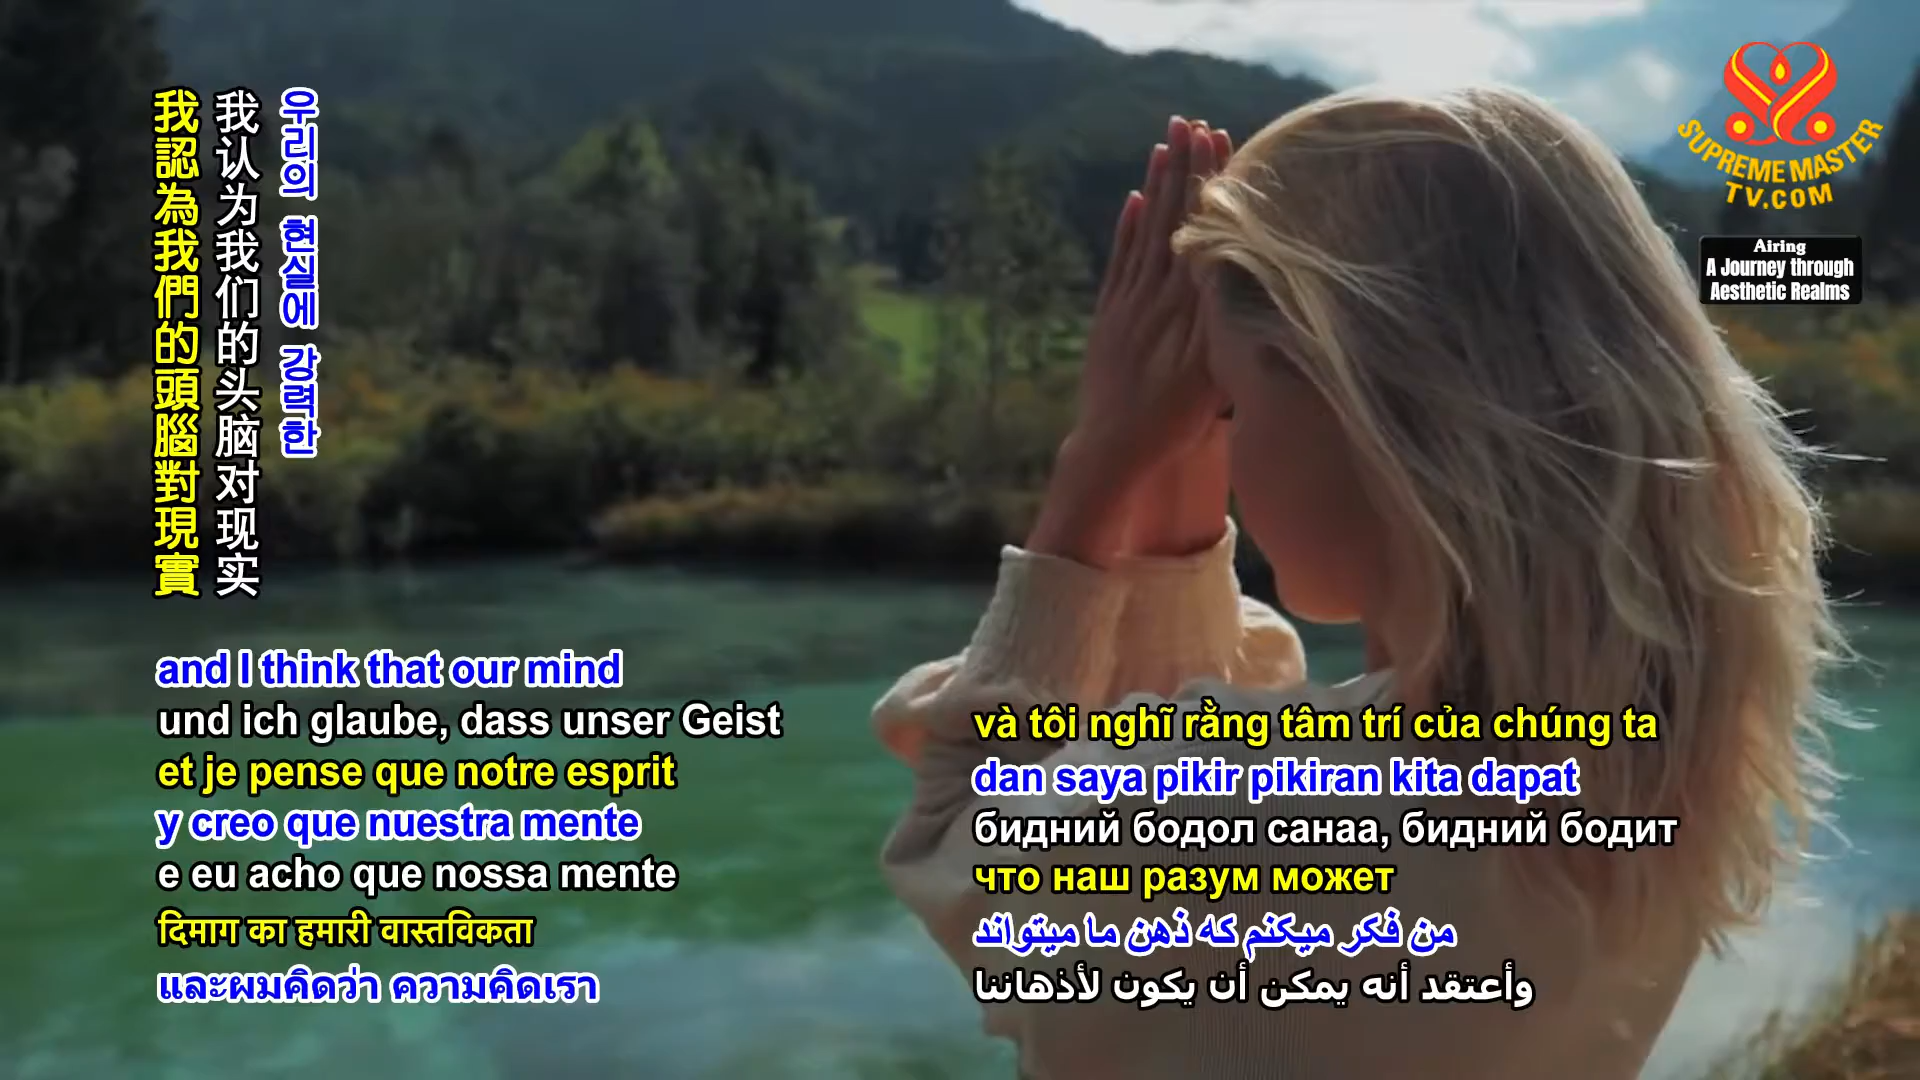 我認為我們的頭腦對現實
我认为我们的头脑对现实
우리의 현실에 강력한
SUPREME MASTER
TV.COM
Airing
A Journey through
Aesthetic Realms
and I think that our mind
und ich glaube, dass unser Geist
et je pense que notre esprit
y creo que nuestra mente
e eu acho que nossa mente
दिमाग का हमारी वास्तविकता
และผมคิดว่า ความคิดเรา
và tôi nghĩ rằng tâm trí của chúng ta
dan saya pikir pikiran kita dapat
бидний бодол санаа, бидний бодит
что наш разум может
من فکر میکنم که ذهن ما میتواند
وأعتقد أنه يمكن أن يكون لأذهاننا